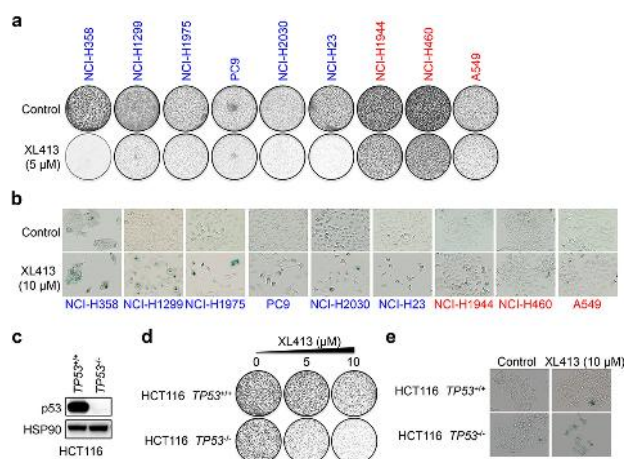 a
NCI-H358
NCI-H1299
NCI-H1975
PC9
NCI-H2030
NCI-H23
NCI-H1944
NCI-H460
A549
Control
XL413
(5 µM)
b
Control
XL413
(10 µM)
NCI-H358 NCI-H1299 NCI-H1975 PC9 NCI-H2030 NCI-H23 NCI-H1944 NCI-H460 A549
c
TP53+/+
TP53-/-
p53
HSP90
HCT116
d
XL413 (µM)
0 5 10
HCT116 TP53+/+
HCT116 TP53-/-
e
Control XL413 (10 µM)
HCT116 TP53+/+
HCT116 TP53-/-